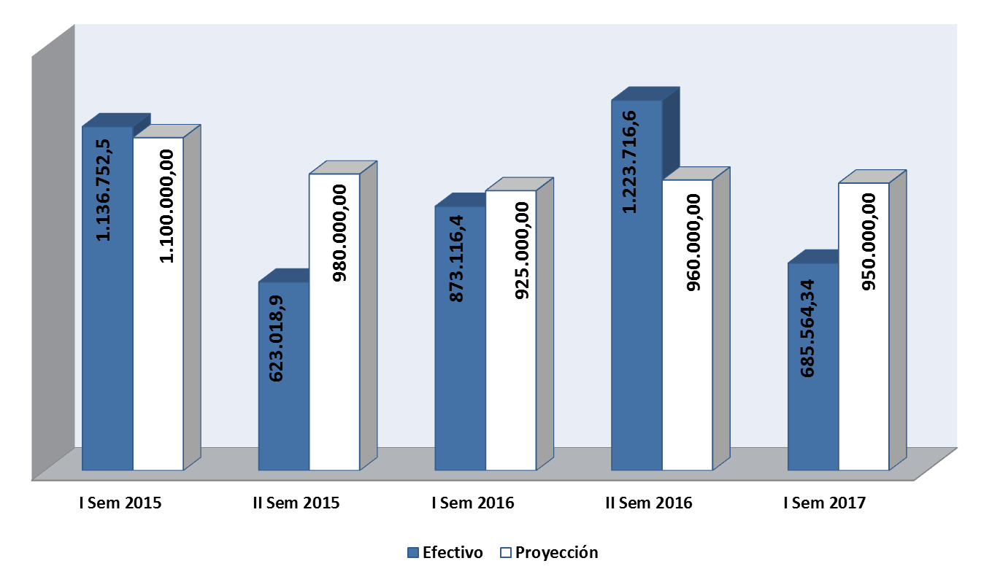 1.136.752,5
1.100.000,00
623.018,9
980.000,00
873.116,4
925.000,00
1.223.716,6
960.000,00
685.564,34
950.000,00
I Sem 2015
II Sem 2015
I Sem 2016
II Sem 2016
I Sem 2017
Efectivo
Proyección